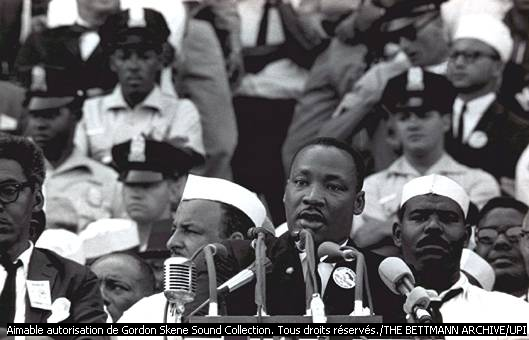 Aimable autorisation de Gordon Skene Sound Collection. Tous droits réservés./THE BETTMANN ARCHIVE/UPI